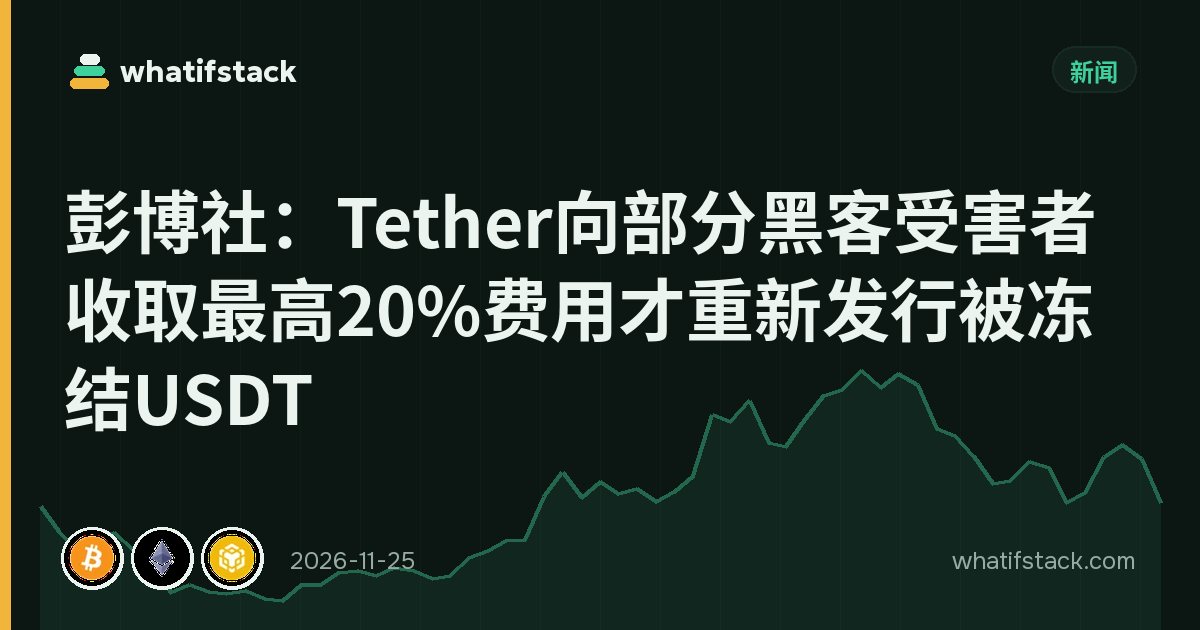 whatifstack
新闻
彭博社：Tether向部分黑客受害者
收取最高20%费用才重新发行被冻
结USDT
2026-11-25
whatifstack.com